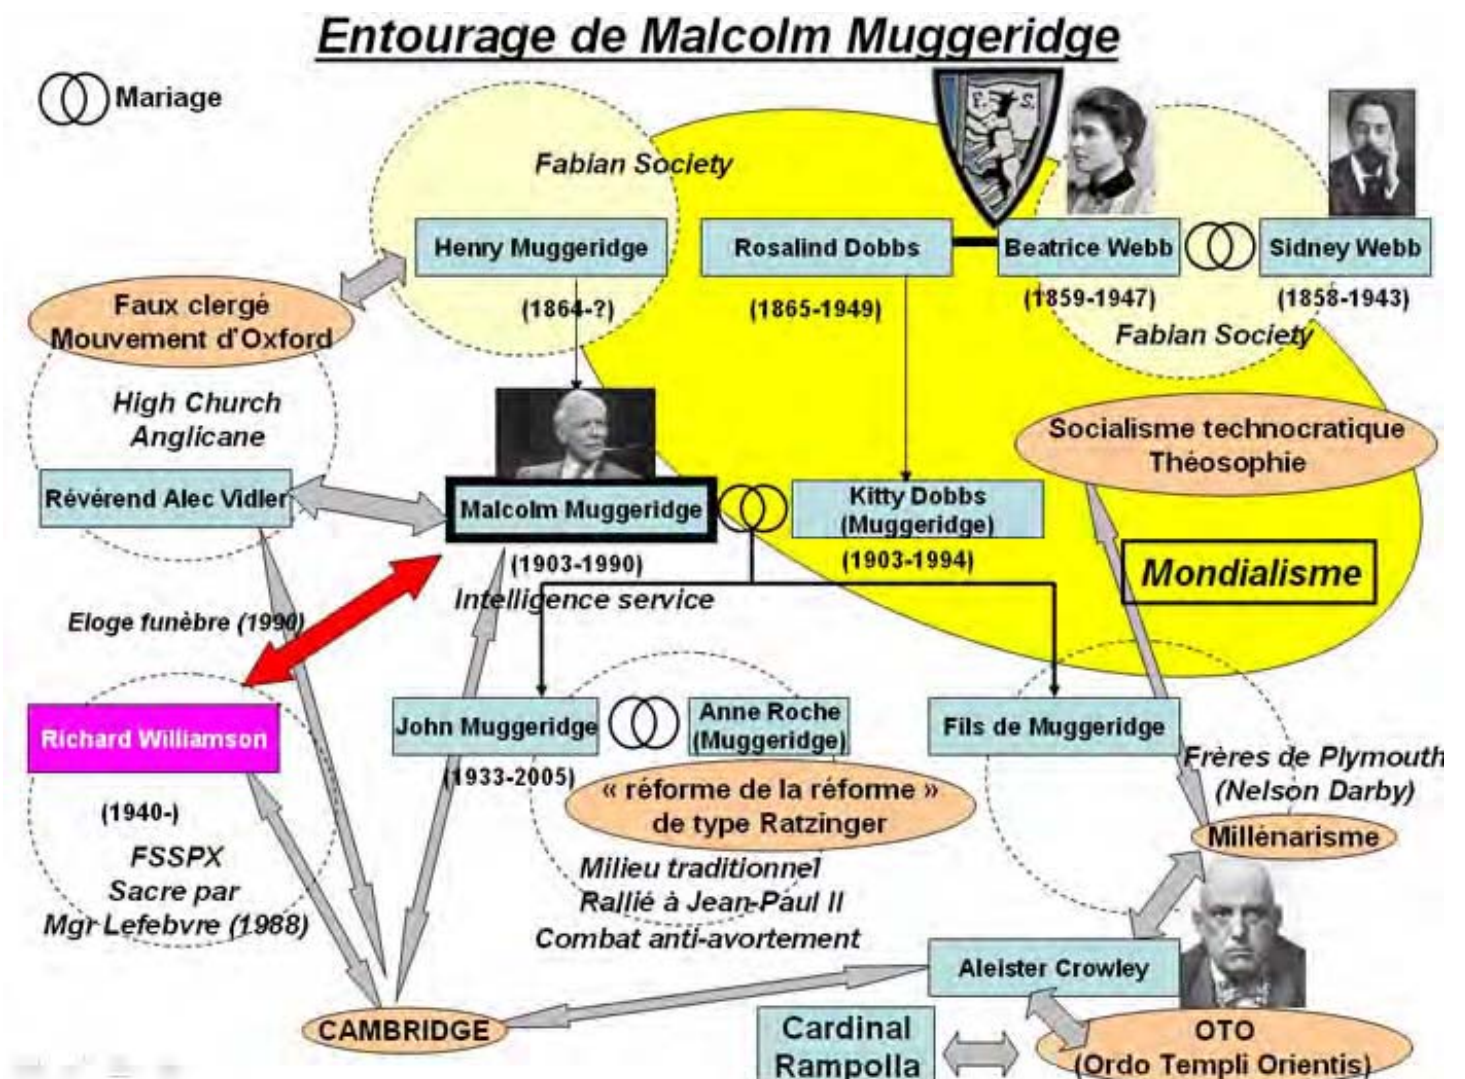 Entourage de Malcolm Muggeridge
Mariage
Fabian Society
F. S.
Henry Muggeridge
Rosalind Dobbs
Beatrice Webb
Sidney Webb
(1864-?)
(1865-1949)
(1859-1947)
(1858-1943)
Fabian Society
Faux clergé
Mouvement d'Oxford
High Church
Anglicane
Socialisme technocratique
Théosophie
Révérend Alec Vidler
Malcolm Muggeridge
Kitty Dobbs
(Muggeridge)
(1903-1990)
(1903-1994)
Intelligence service
Mondialisme
Eloge funèbre (1990)
Richard Williamson
John Muggeridge
Anne Roche
(Muggeridge)
Fils de Muggeridge
(1933-2005)
Frères de Plymouth
(Nelson Darby)
« réforme de la réforme »
de type Ratzinger
Millénarisme
(1940-)
FSSPX
Sacre par
Mgr Lefebvre (1988)
Milieu traditionnel
Rallié à Jean-Paul II
Combat anti-avortement
Aleister Crowley
CAMBRIDGE
Cardinal
Rampolla
OTO
(Ordo Templi Orientis)